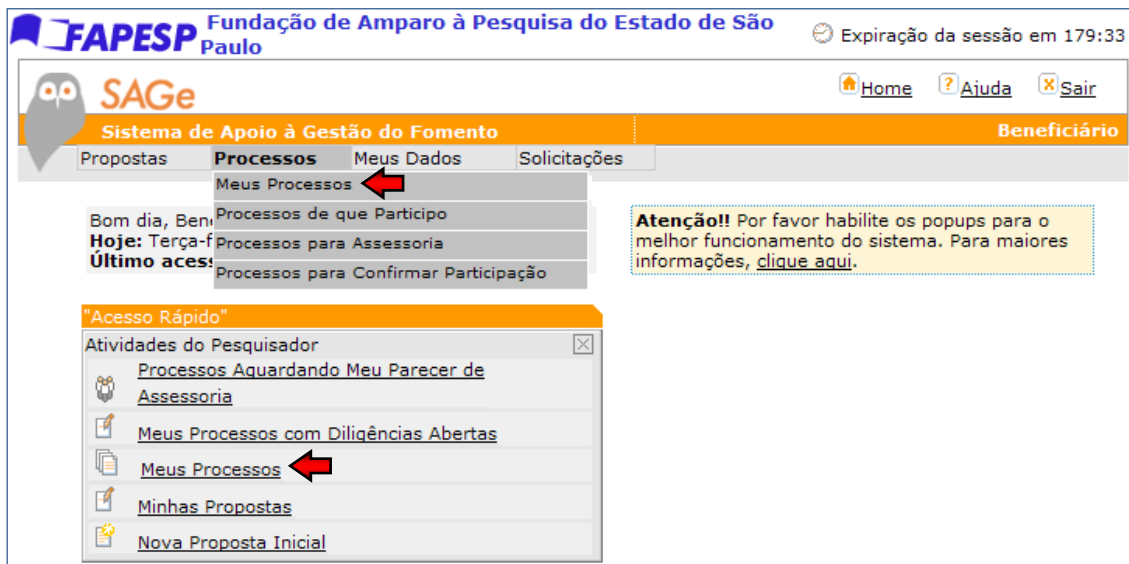 FAPESP Fundação de Amparo à Pesquisa do Estado de São
Paulo
Expiração da sessão em 179:33
SAGe
Home Ajuda Sair
Sistema de Apoio à Gestão do Fomento
Beneficiário
Propostas Processos Meus Dados Solicitações
Meus Processos
Processos de que Participo
Processos para Assessoria
Processos para Confirmar Participação
Bom dia,
Hoje:
Último
Atenção!! Por favor habilite os popups para o
melhor funcionamento do sistema. Para maiores
informações, clique aqui.
"Acesso Rápido"
Atividades do Pesquisador
Processos Aguardando Meu Parecer de
Assessoria
Meus Processos com Diligências Abertas
Meus Processos
Minhas Propostas
Nova Proposta Inicial